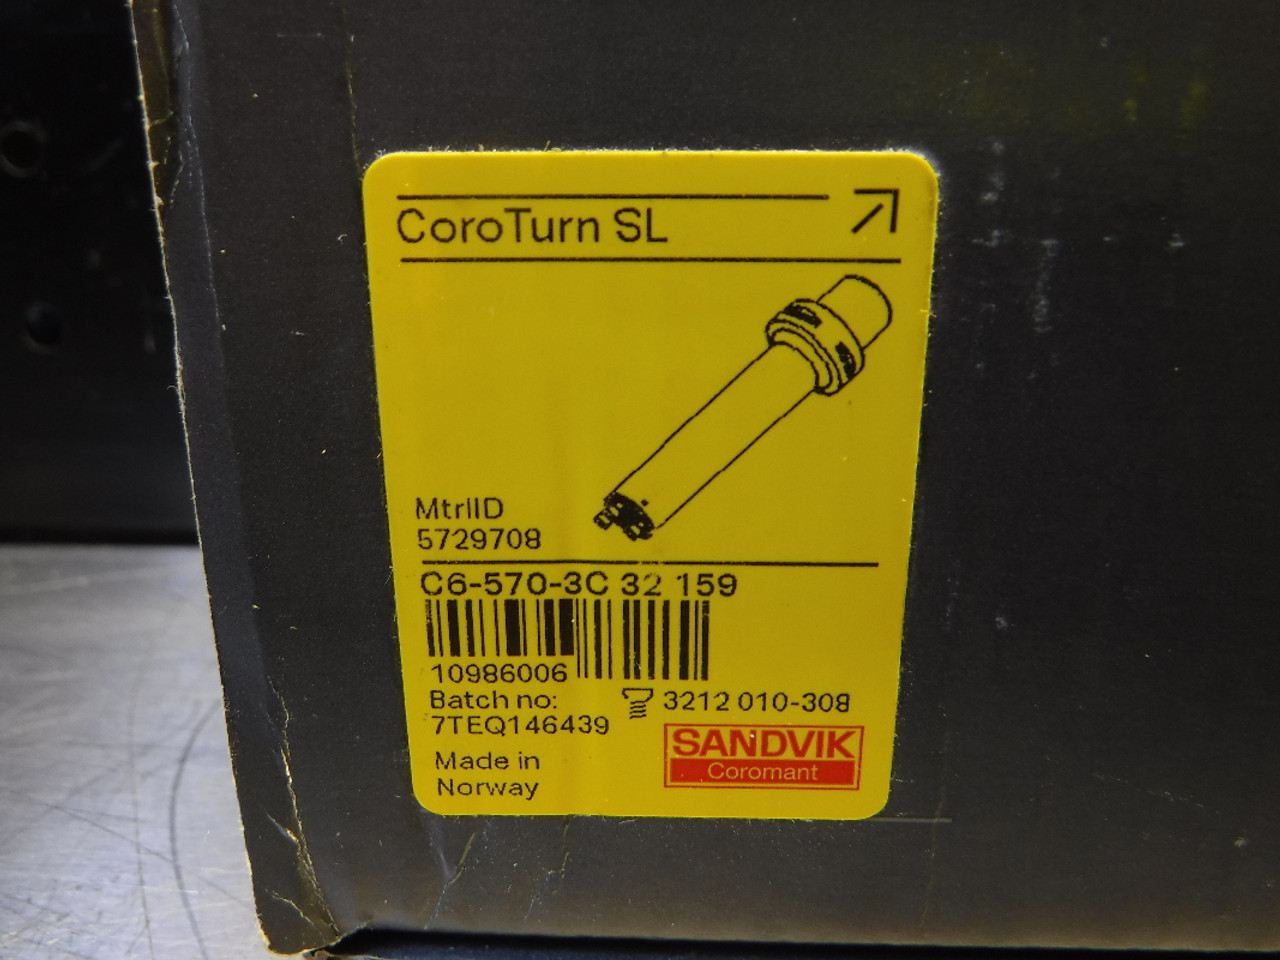 CoroTurn SL
MtrlID
5729708
C6-570-3C 32 159
10986006
Batch no:
3212 010-308
7TEQ146439
SANDVIK
Coromant
Made in
Norway